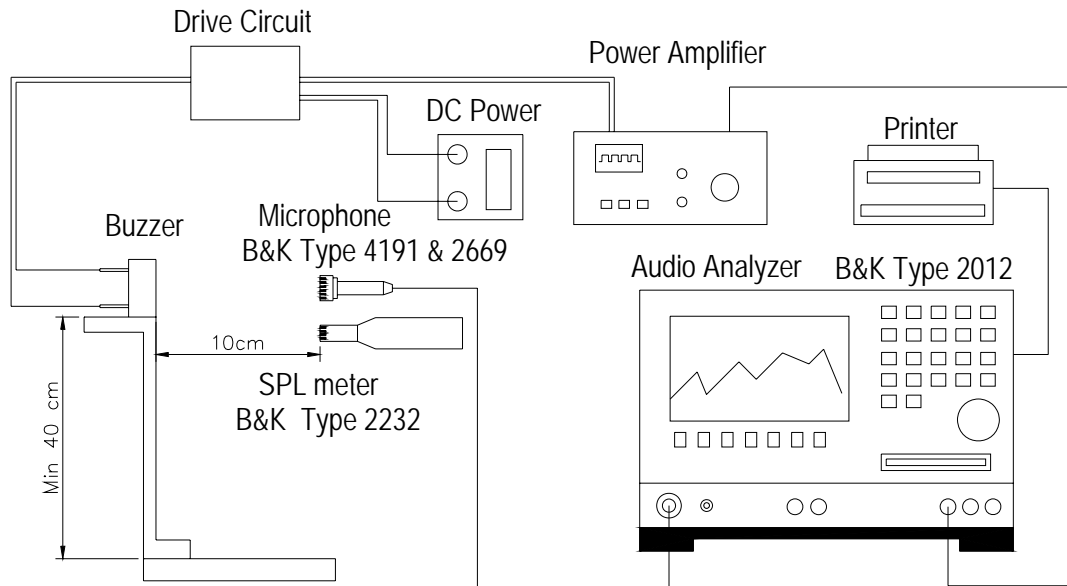 Drive Circuit
Power Amplifier
DC Power
Printer
Buzzer
Microphone
B&K Type 4191 & 2669
Audio Analyzer
B&K Type 2012
10cm
SPL meter
B&K Type 2232
Min 40 cm